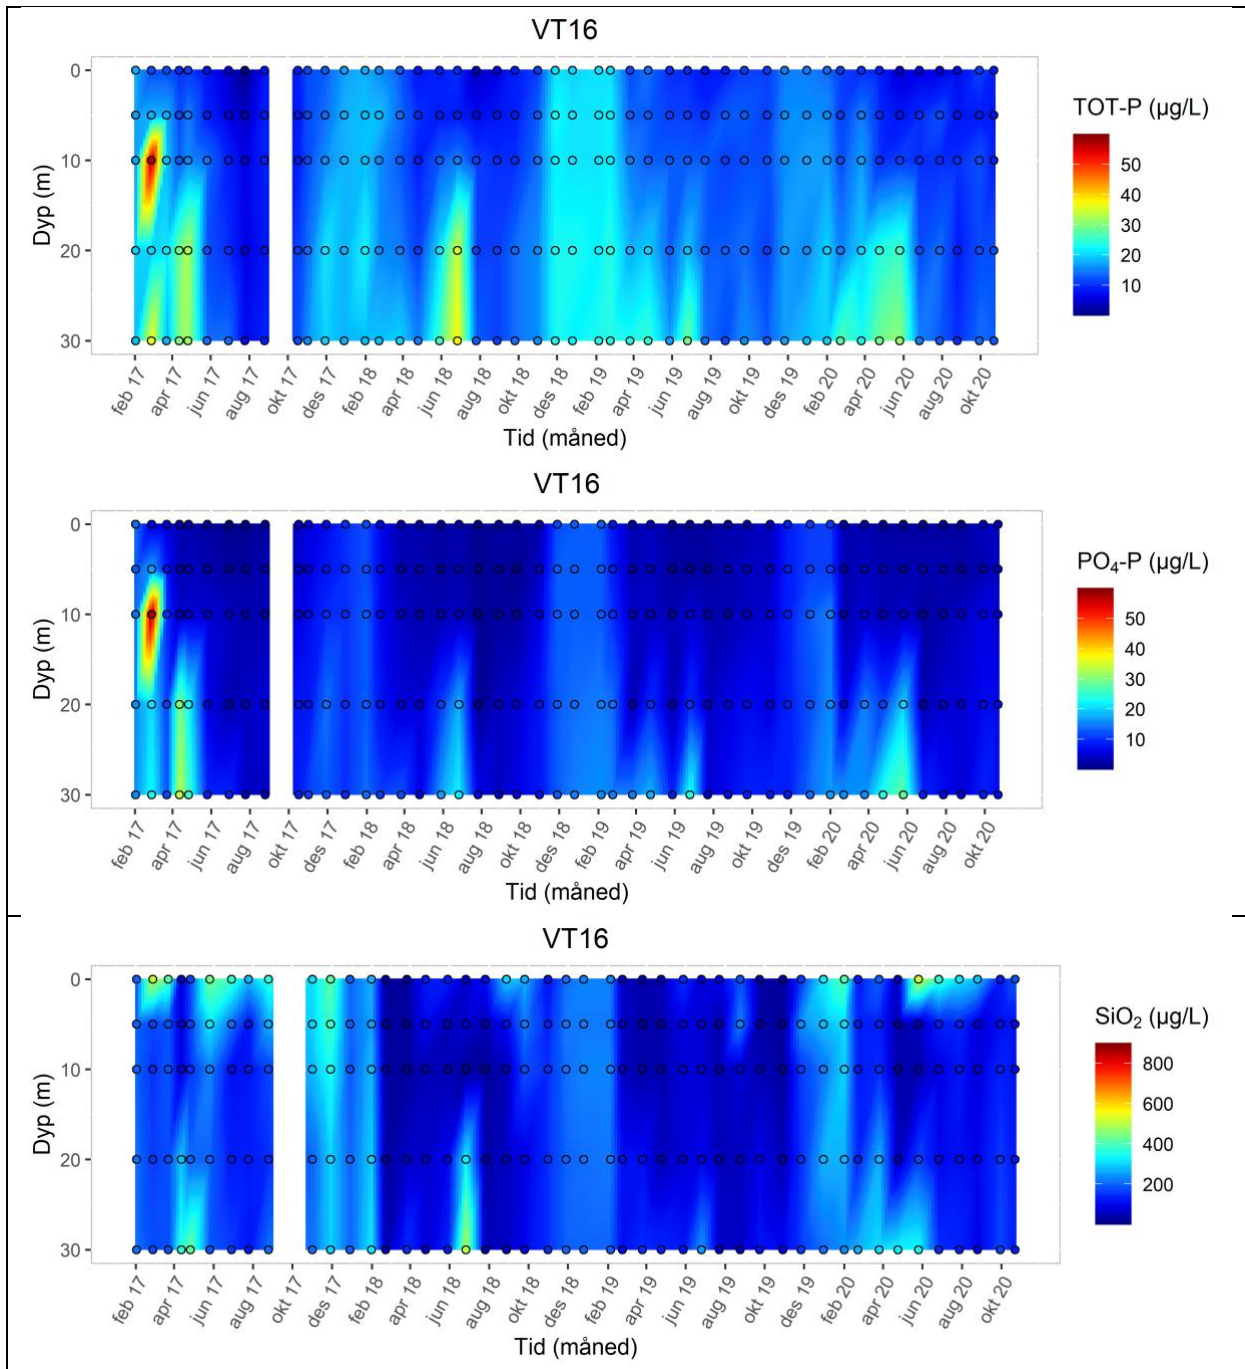 VT16
TOT-P (µg/L)
0
10
20
30
Dyp (m)
50
40
30
20
10
feb 17
apr 17
jun 17
aug 17
okt 17
des 17
feb 18
apr 18
jun 18
aug 18
okt 18
des 18
feb 19
apr 19
jun 19
aug 19
okt 19
des 19
feb 20
apr 20
jun 20
aug 20
okt 20
Tid (måned)
VT16
PO₄-P (µg/L)
0
10
20
30
Dyp (m)
50
40
30
20
10
feb 17
apr 17
jun 17
aug 17
okt 17
des 17
feb 18
apr 18
jun 18
aug 18
okt 18
des 18
feb 19
apr 19
jun 19
aug 19
okt 19
des 19
feb 20
apr 20
jun 20
aug 20
okt 20
Tid (måned)
VT16
SiO₂ (µg/L)
0
10
20
30
Dyp (m)
800
600
400
200
feb 17
apr 17
jun 17
aug 17
okt 17
des 17
feb 18
apr 18
jun 18
aug 18
okt 18
des 18
feb 19
apr 19
jun 19
aug 19
okt 19
des 19
feb 20
apr 20
jun 20
aug 20
okt 20
Tid (måned)